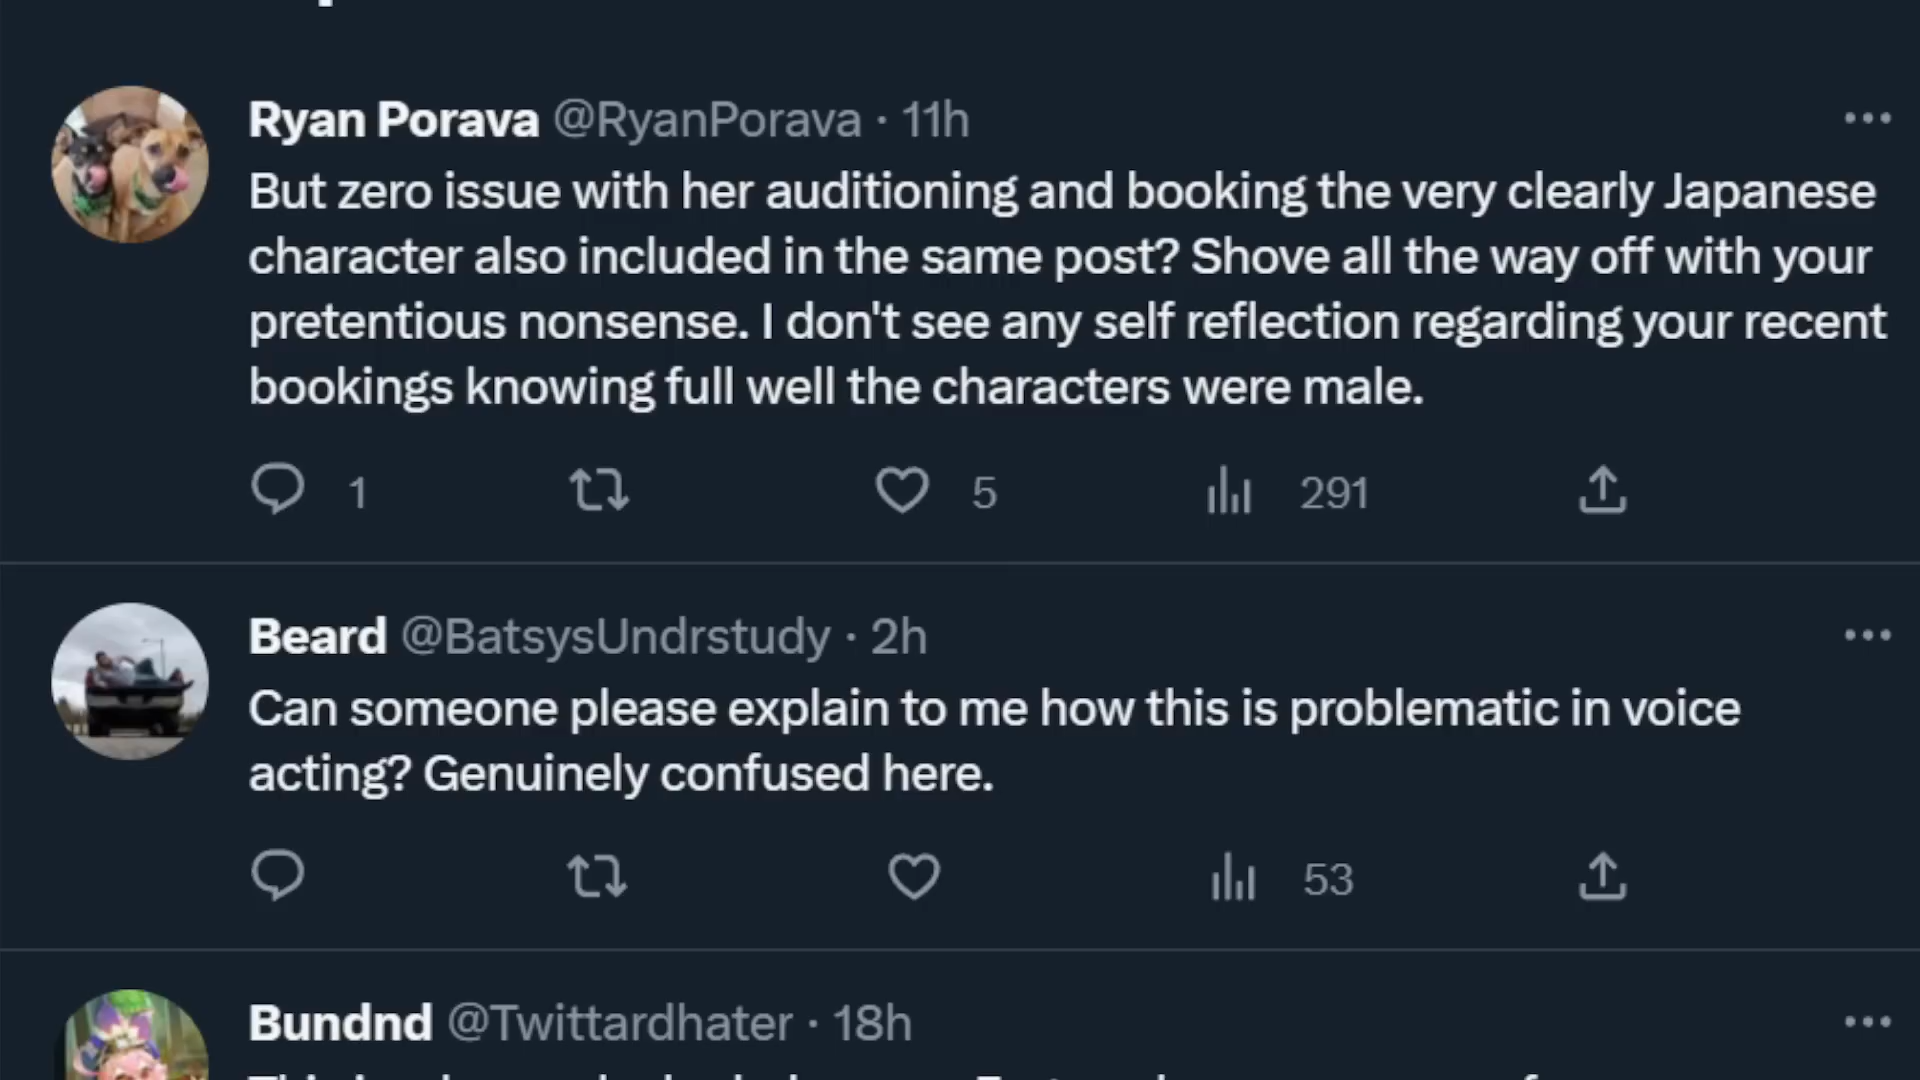 Ryan Porava @RyanPorava · 11h
But zero issue with her auditioning and booking the very clearly Japanese
character also included in the same post? Shove all the way off with your
pretentious nonsense. I don't see any self reflection regarding your recent
bookings knowing full well the characters were male.
1 5 291
Beard @BatsysUndrstudy · 2h
Can someone please explain to me how this is problematic in voice
acting? Genuinely confused here.
53
Bundnd @Twittardhater · 18h